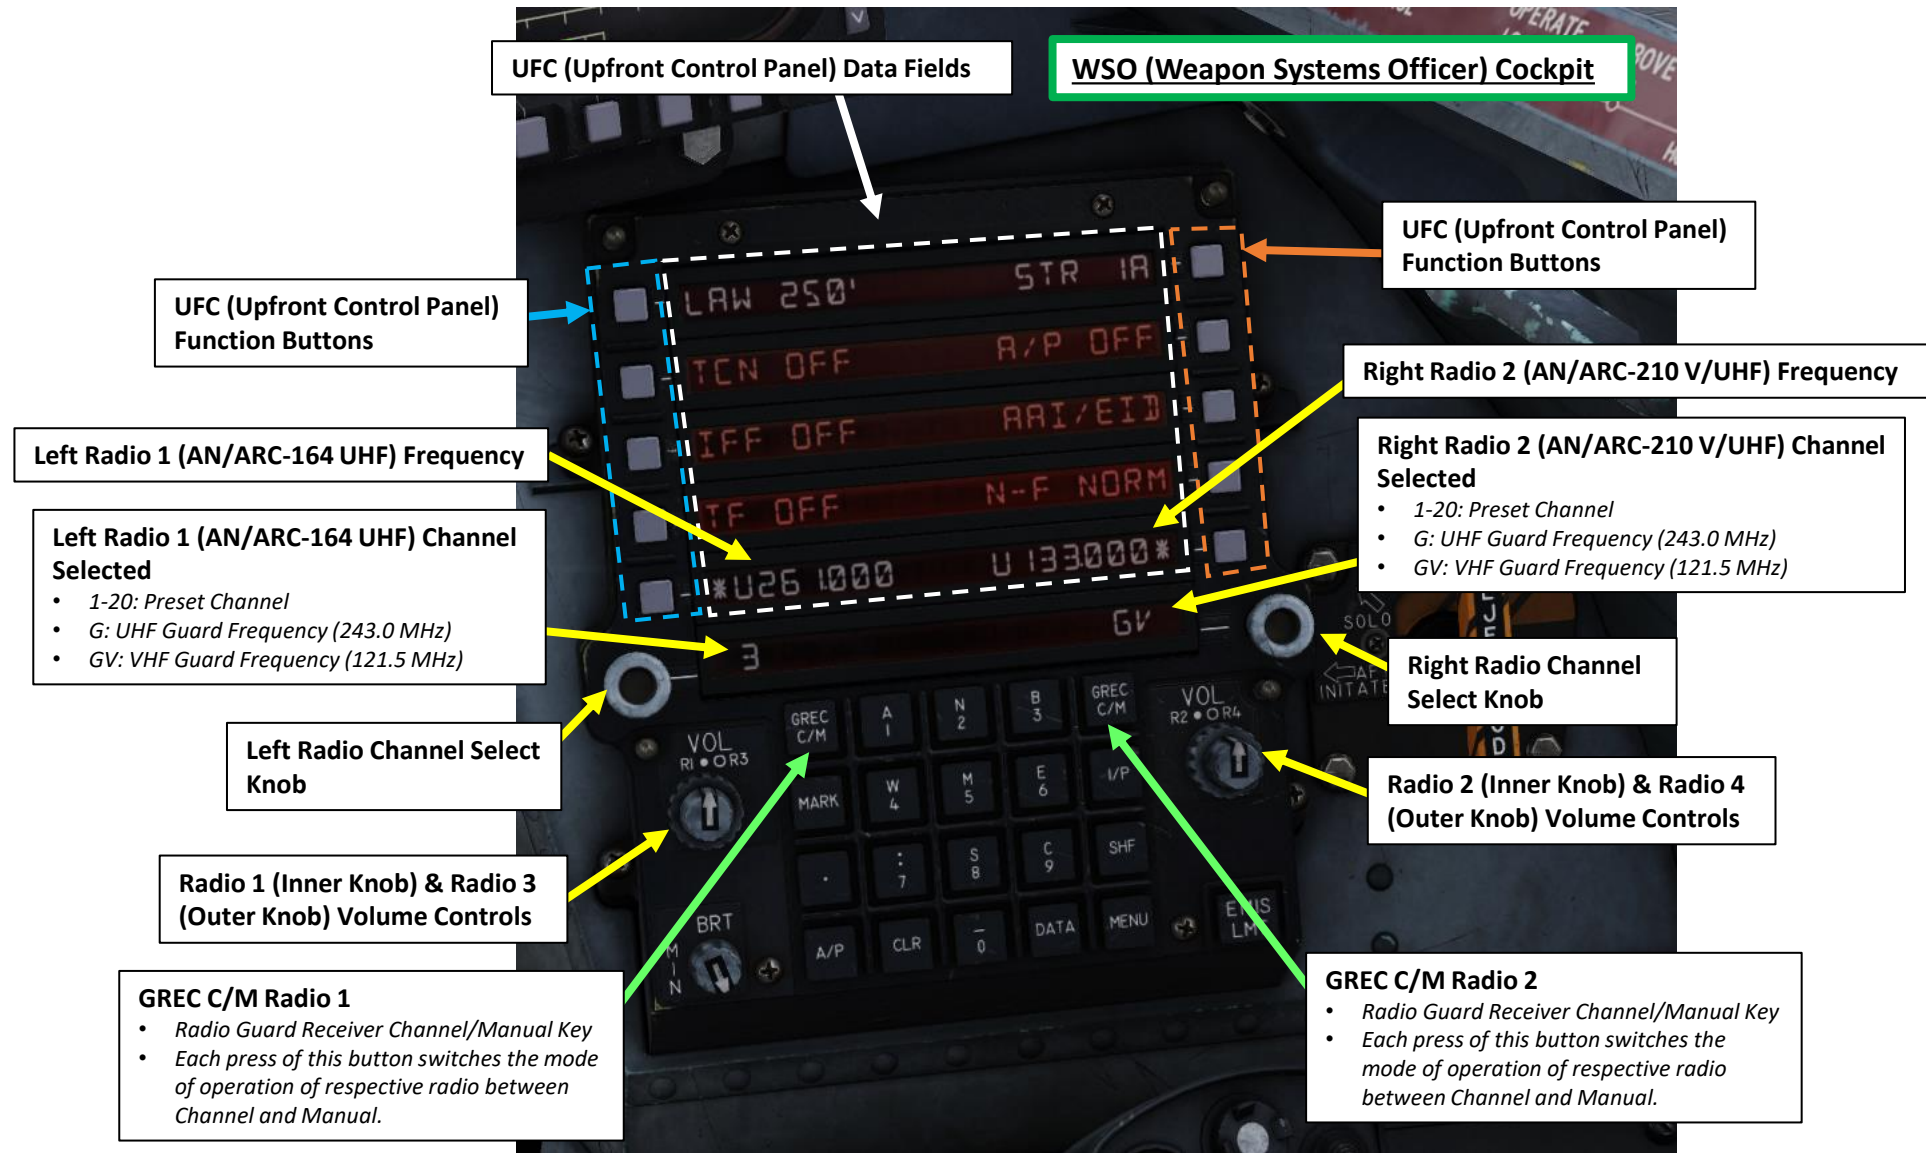 UFC (Upfront Control Panel) Data Fields
WSO (Weapon Systems Officer) Cockpit
OPERATE
UFC (Upfront Control Panel)
Function Buttons
UFC (Upfront Control Panel)
Function Buttons
LAW 250' STR 1A
TCN OFF A/P OFF
IFF OFF AAI/EID
TF OFF N-F NORM
*U261.000 U133.000*
3 GV
Right Radio 2 (AN/ARC-210 V/UHF) Frequency
Left Radio 1 (AN/ARC-164 UHF) Frequency
Right Radio 2 (AN/ARC-210 V/UHF) Channel
Selected
• 1-20: Preset Channel
• G: UHF Guard Frequency (243.0 MHz)
• GV: VHF Guard Frequency (121.5 MHz)
Left Radio 1 (AN/ARC-164 UHF) Channel
Selected
• 1-20: Preset Channel
• G: UHF Guard Frequency (243.0 MHz)
• GV: VHF Guard Frequency (121.5 MHz)
SOLO
Right Radio Channel
Select Knob
Left Radio Channel Select
Knob
GREC C/M
A 1
N 2
B 3
GREC C/M
VOL
R1 R3
VOL
R2 R4
MARK
W 4
M 5
E 6
I/P
.
: 7
S 8
C 9
SHF
A/P
CLR
– 0
DATA
MENU
BRT
MIN
Radio 2 (Inner Knob) & Radio 4
(Outer Knob) Volume Controls
Radio 1 (Inner Knob) & Radio 3
(Outer Knob) Volume Controls
GREC C/M Radio 1
• Radio Guard Receiver Channel/Manual Key
• Each press of this button switches the mode
of operation of respective radio between
Channel and Manual.
GREC C/M Radio 2
• Radio Guard Receiver Channel/Manual Key
• Each press of this button switches the
mode of operation of respective radio
between Channel and Manual.